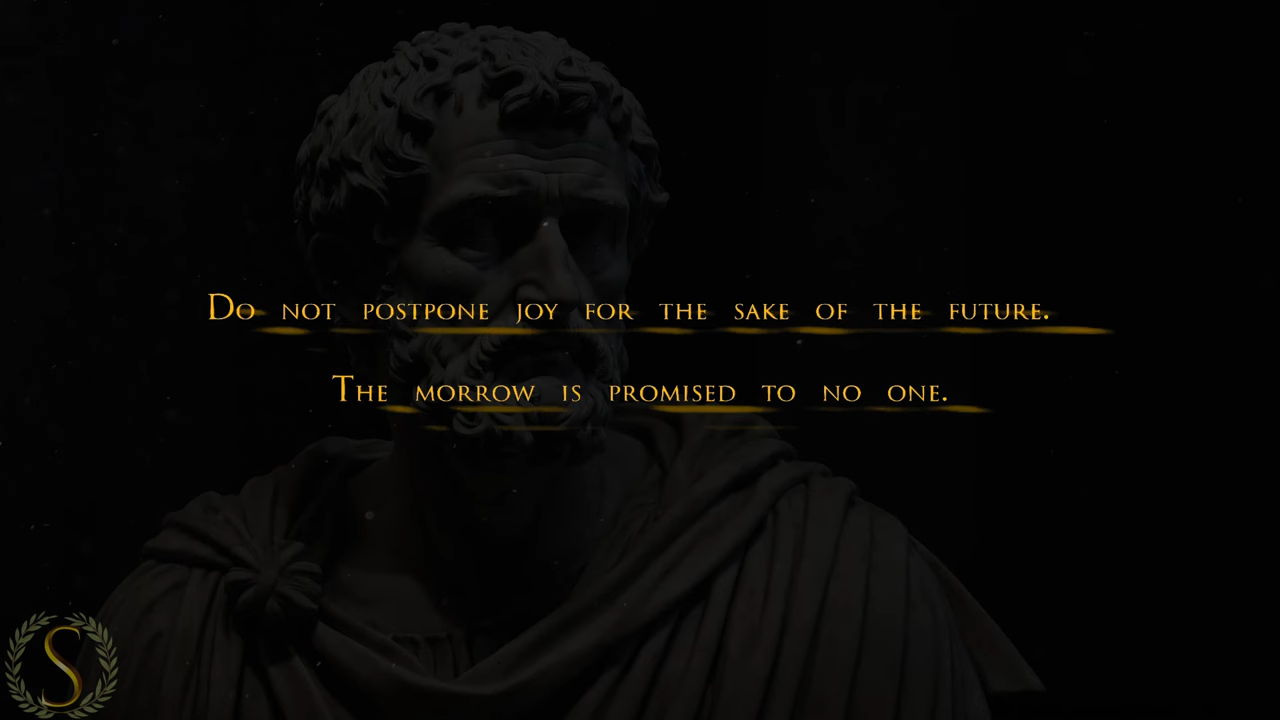 Do not postpone joy for the sake of the future.
The morrow is promised to no one.
S